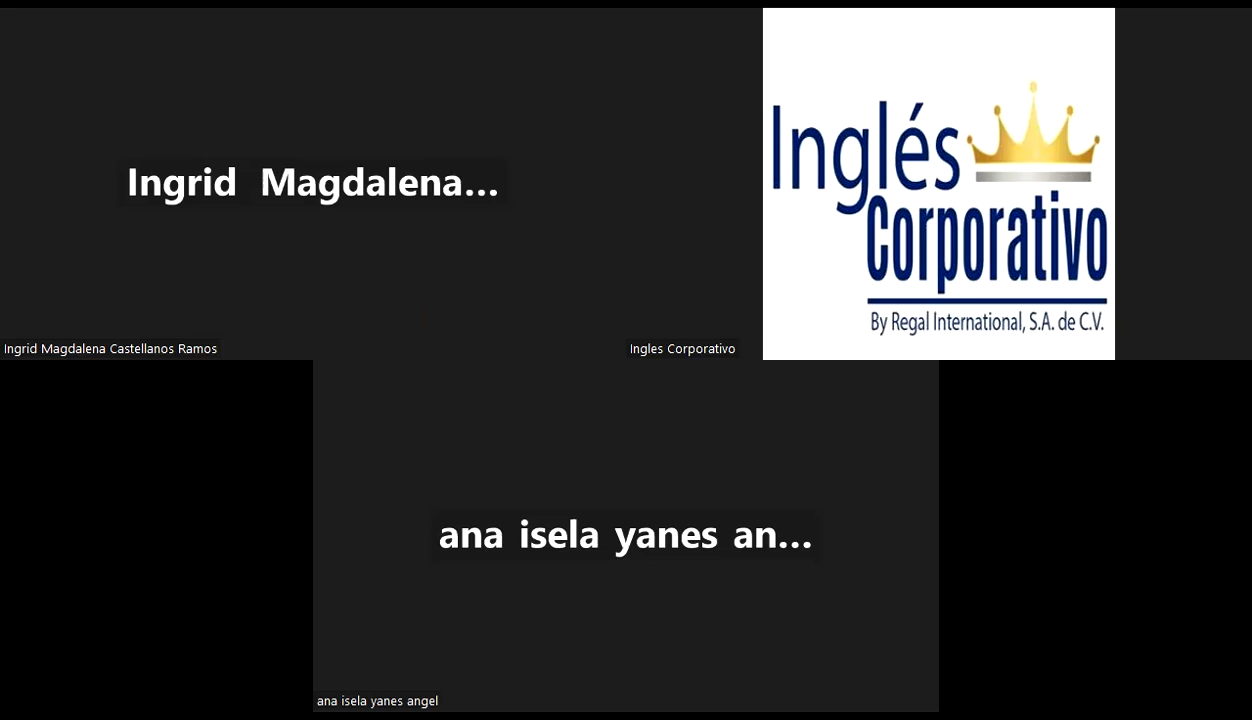 Ingrid Magdalena...
Ingrid Magdalena Castellanos Ramos
Inglés
Corporativo
By Regal International, S.A. de C.V.
Ingles Corporativo
ana isela yanes an...
ana isela yanes angel